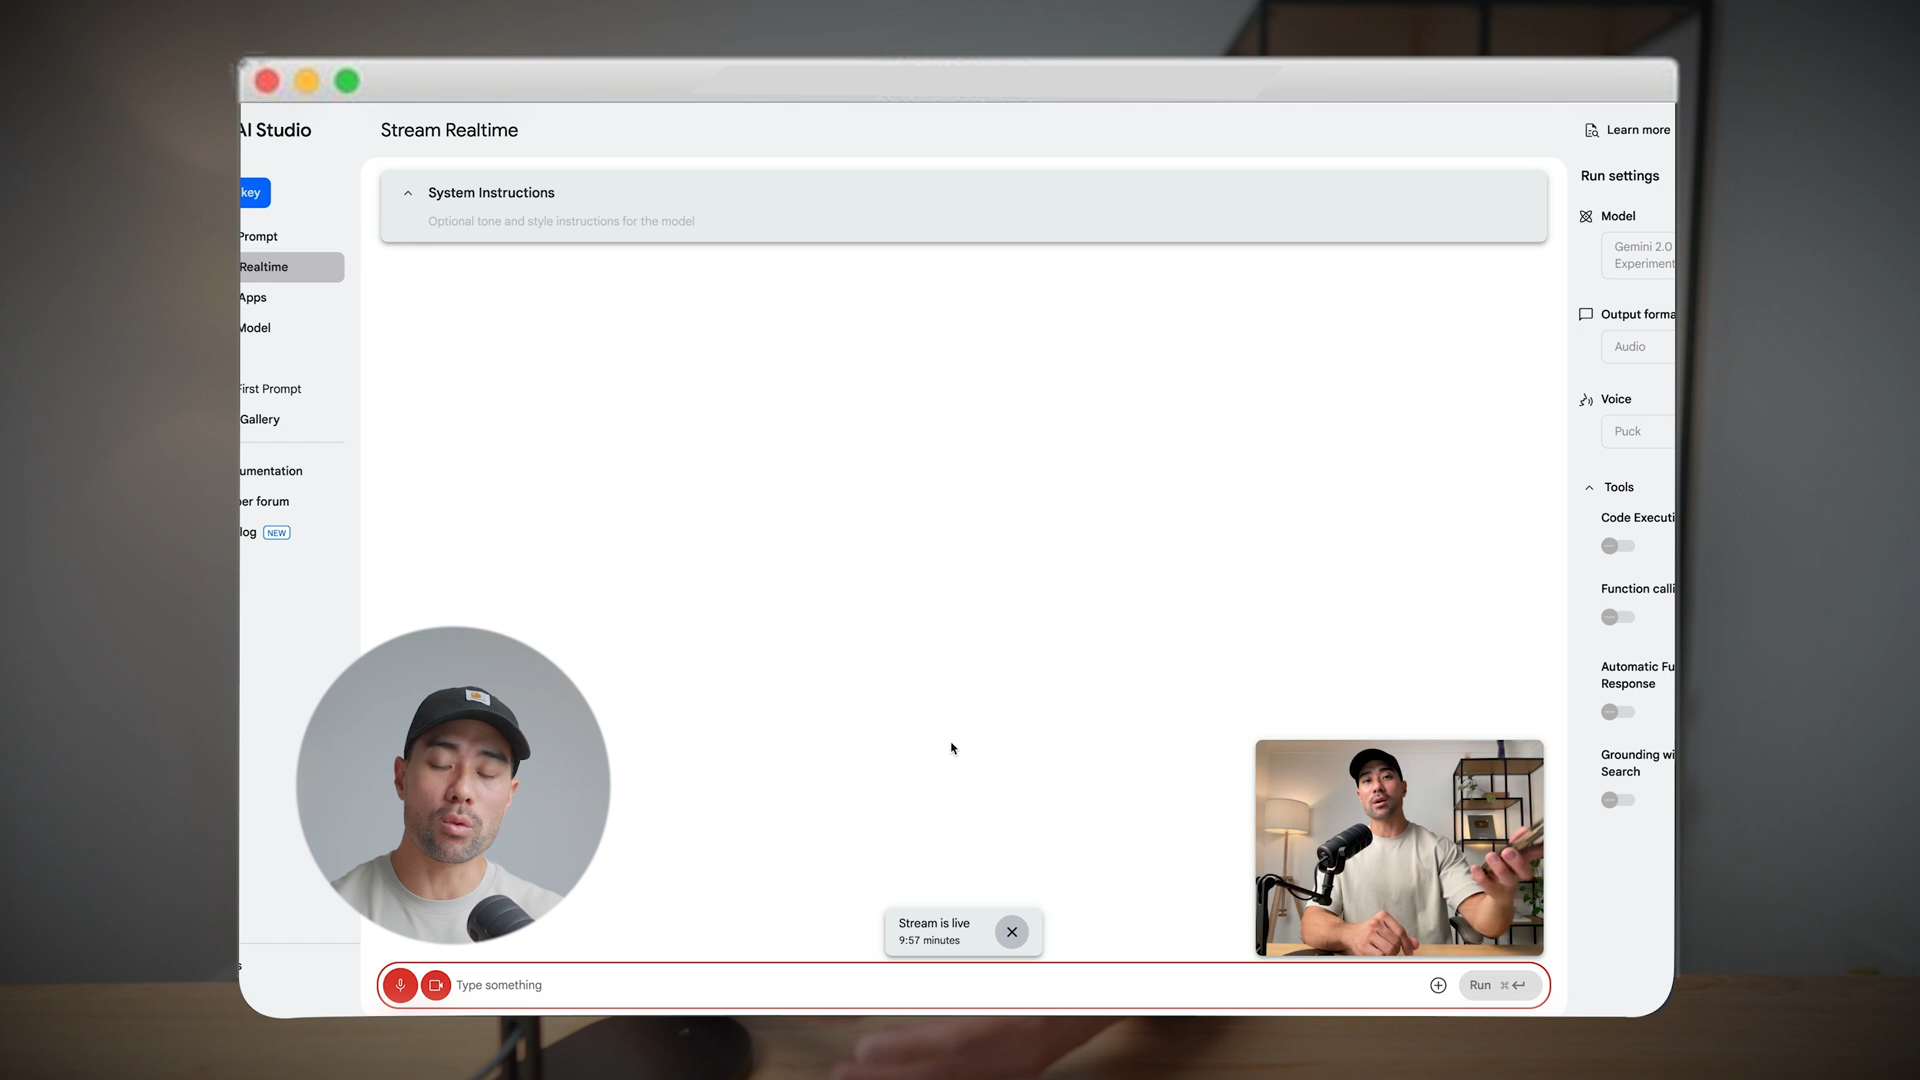 AI Studio
Stream Realtime
Learn more
key
System Instructions
Optional tone and style instructions for the model
Prompt
Realtime
Apps
Model
First Prompt
Gallery
umentation
per forum
log NEW
Run settings
Model
Gemini 2.0
Experiment
Output forma
Audio
Voice
Puck
Tools
Code Executi
Function calli
Automatic Fu
Response
Grounding wi
Search
Stream is live
9:57 minutes
s
Type something
Run ⌘↵